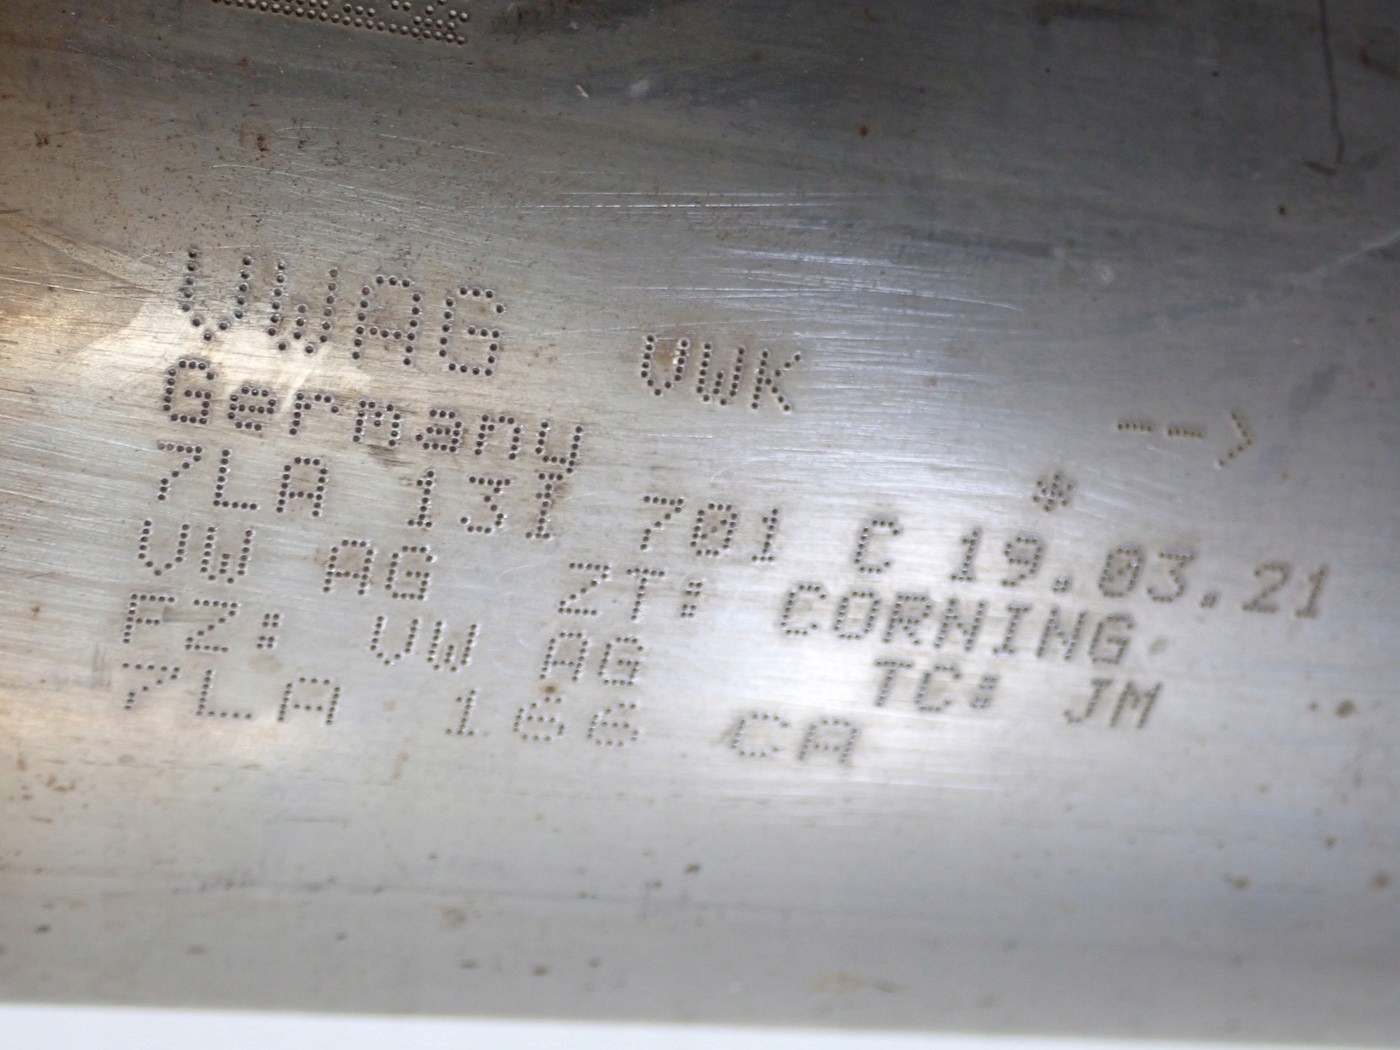 VWAG VWK -->
Germany *
7LA 131 701 C 19.03.21
VW AG ZT: CORNING.
FZ: VW AG TC: JM
7LA 166 CA